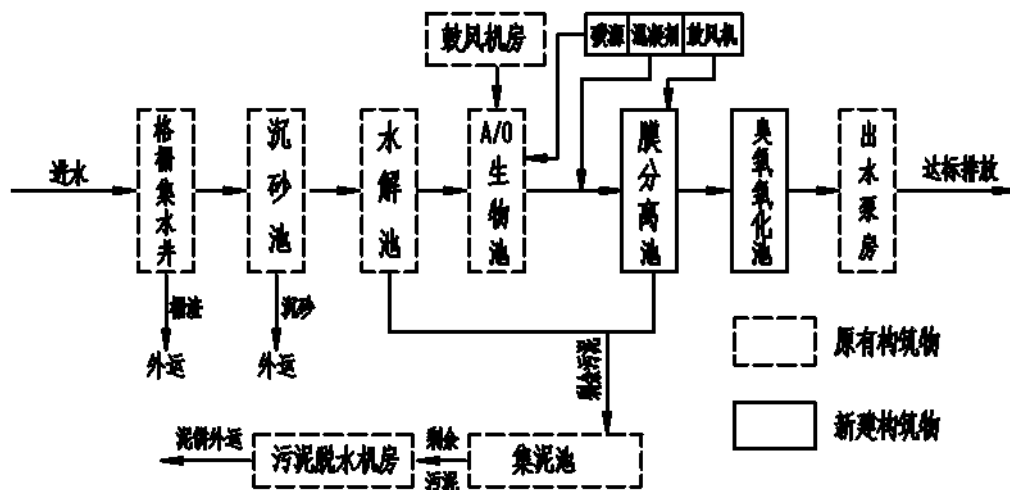 鼓风机房
碳源 混凝剂 鼓风机
进水
格栅集水井
沉砂池
水解池
A/O生物池
膜分离池
臭氧氧化池
出水泵房
达标排放
栅渣
外运
沉砂
外运
剩余污泥
原有构筑物
新建构筑物
泥饼外运
污泥脱水机房
剩余
污泥
集泥池